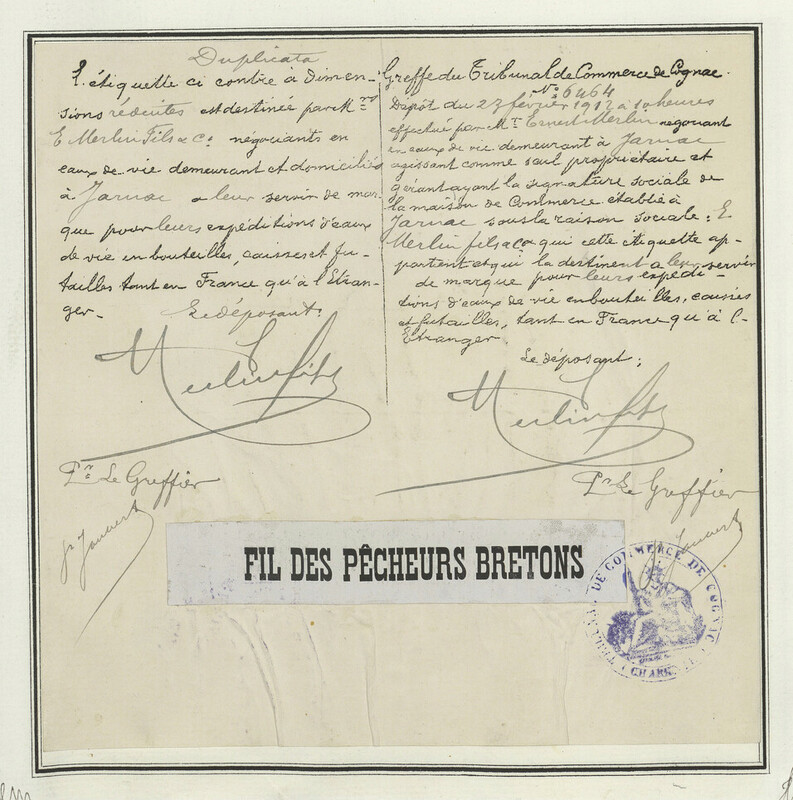 Duplicata
L'étiquette ci contre à Dimen-
sions réduites est destinée par Mrs
E Merlin Fils & Co. négociants en
eaux de vie demeurant et domiciliés
à Jarnac a leur servir de mar-
que pour leurs expéditions d'eaux
de vie en bouteilles, caisses et fu-
tailles tant en France qu'à l'Etran-
ger.
Le déposant:
Merlin fils
Pr Le Greffier
Greffe du Tribunal de Commerce de Cognac.
No 6464
Dépôt du 23 février 1912 à 10 heures
effectué par Mr Ernest Merlin négociant
en eaux de vie demeurant à Jarnac
agissant comme seul propriétaire et
gérant ayant la signature sociale de
la maison de Commerce établie à
Jarnac sous la raison sociale: E
Merlin fils & Co qui cette étiquette ap-
partient et qui la destinent a leur servir
de marque pour leurs expédi-
tions d'eaux de vie en bouteilles, caisses
et futailles, tant en France qu'à l'-
Etranger
Le déposant:
Merlin fils
Pr Le Greffier
FIL DES PÊCHEURS BRETONS
TRIBUNAL DE COMMERCE DE COGNAC